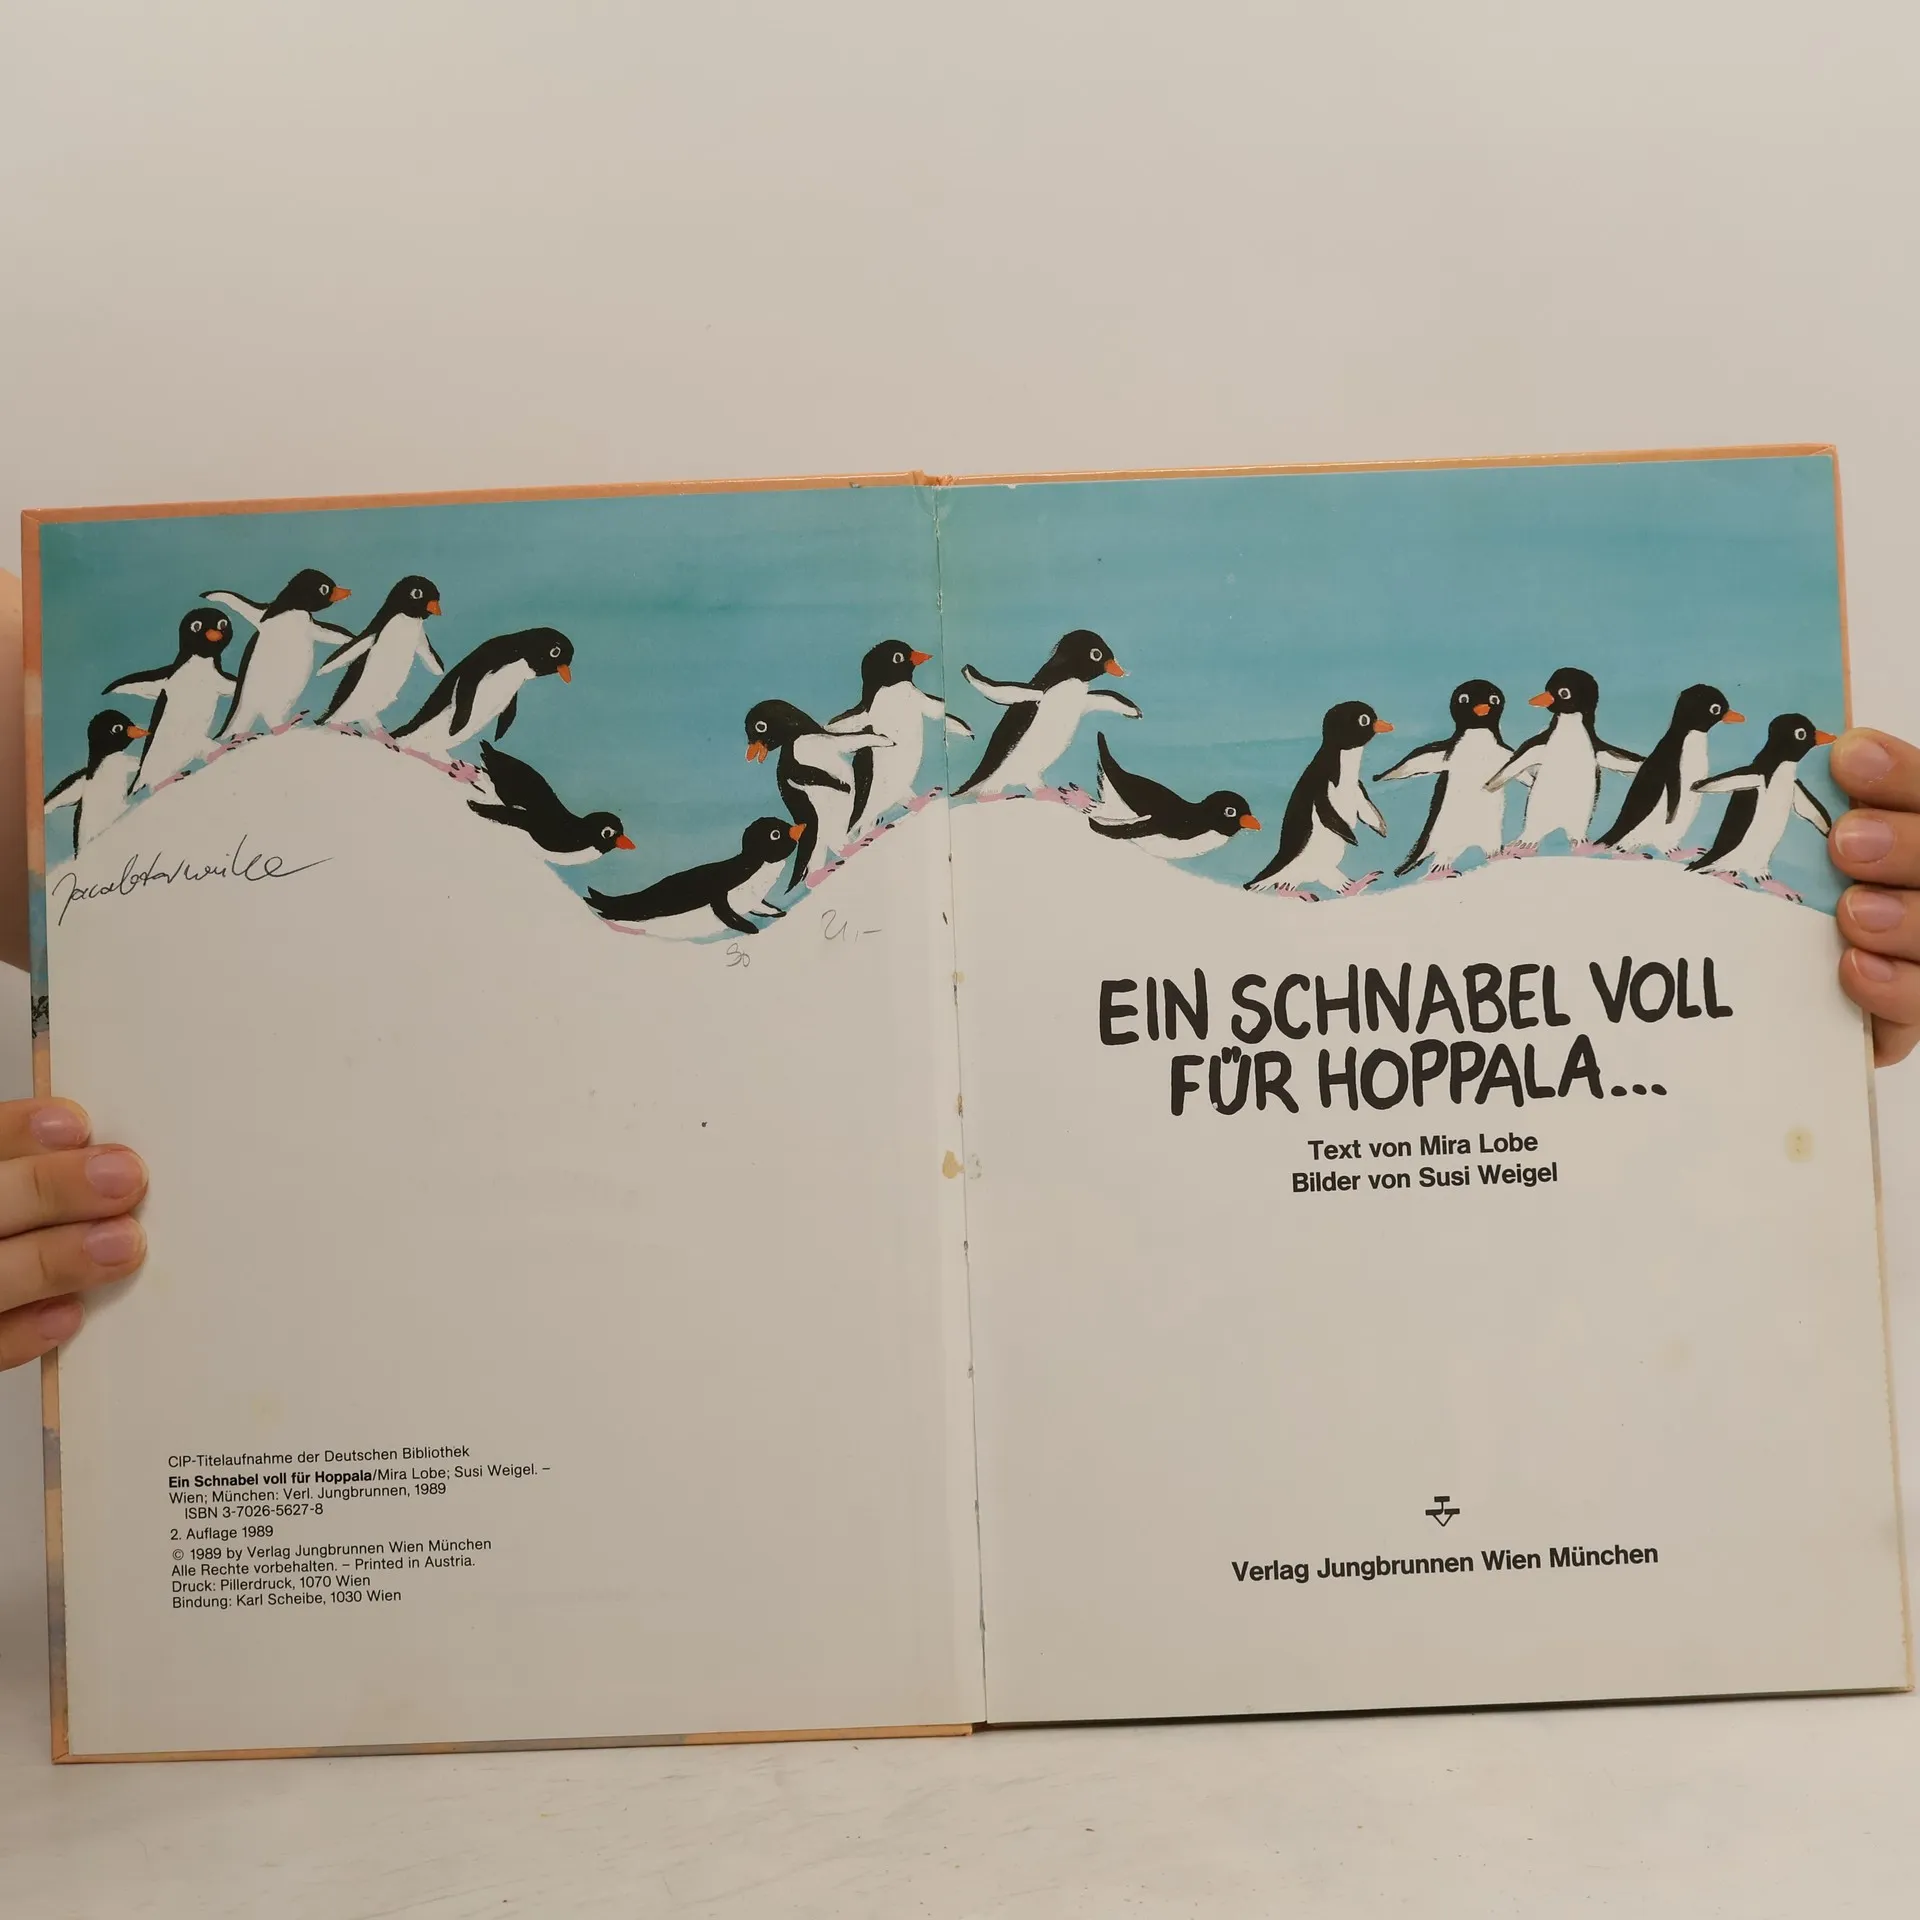 21,-
CIP-Titelaufnahme der Deutschen Bibliothek
Ein Schnabel voll für Hoppala/Mira Lobe; Susi Weigel. –
Wien; München: Verl. Jungbrunnen, 1989
ISBN 3-7026-5627-8
2. Auflage 1989
© 1989 by Verlag Jungbrunnen Wien München
Alle Rechte vorbehalten. – Printed in Austria.
Druck: Pillerdruck, 1070 Wien
Bindung: Karl Scheibe, 1030 Wien
EIN SCHNABEL VOLL
FÜR HOPPALA...
Text von Mira Lobe
Bilder von Susi Weigel
Verlag Jungbrunnen Wien München